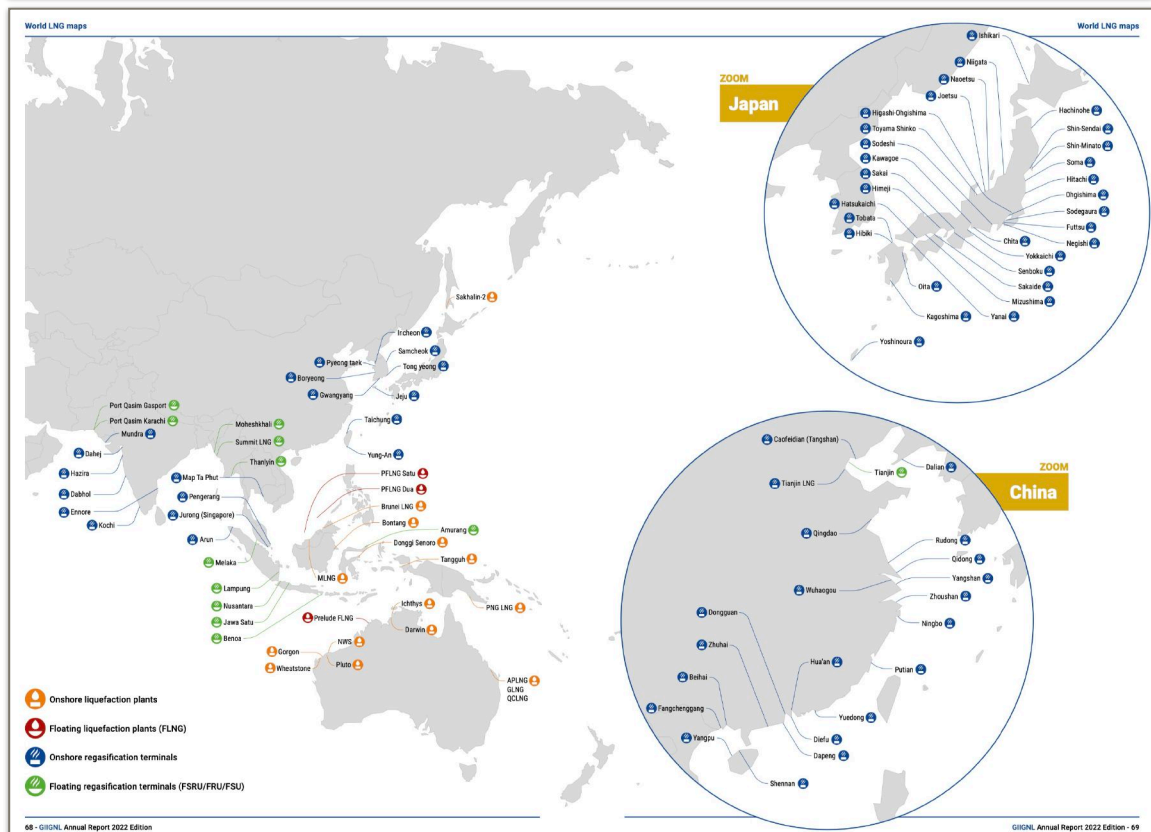 World LNG maps
World LNG maps
Sakhalin-2
Ircheon
Samcheok
Pyeong taek
Tong yeong
Boryeong
Gwangyang
Jeju
Port Qasim Gasport
Port Qasim Karachi
Mundra
Moheshkhali
Taichung
Summit LNG
Dahej
Yung-An
Thanlyin
Hazira
Map Ta Phut
PFLNG Satu
Dabhol
Pengerang
PFLNG Dua
Ennore
Jurong (Singapore)
Brunei LNG
Kochi
Bontang
Amurang
Arun
Donggi Senoro
Melaka
Tangguh
MLNG
Lampung
Nusantara
Ichthys
PNG LNG
Jawa Satu
Prelude FLNG
Benoa
Darwin
NWS
Gorgon
Wheatstone
Pluto
APLNG
GLNG
QCLNG
Onshore liquefaction plants
Floating liquefaction plants (FLNG)
Onshore regasification terminals
Floating regasification terminals (FSRU/FRU/FSU)
ZOOM
Japan
Ishikari
Niigata
Naoetsu
Joetsu
Higashi-Ohgishima
Toyama Shinko
Sodeshi
Kawagoe
Sakai
Himeji
Hatsukaichi
Tobata
Hibiki
Hachinohe
Shin-Sendai
Shin-Minato
Soma
Hitachi
Ohgishima
Sodegaura
Futtsu
Negishi
Chita
Yokkaichi
Senboku
Sakaide
Mizushima
Yanai
Oita
Kagoshima
Yoshinoura
ZOOM
China
Caofeidian (Tangshan)
Dalian
Tianjin
Tianjin LNG
Qingdao
Rudong
Qidong
Yangshan
Wuhaogou
Zhoushan
Ningbo
Dongguan
Zhuhai
Hua'an
Putian
Beihai
Fangchenggang
Yuedong
Yangpu
Diefu
Dapeng
Shennan
68 - GIIGNL Annual Report 2022 Edition
GIIGNL Annual Report 2022 Edition - 69